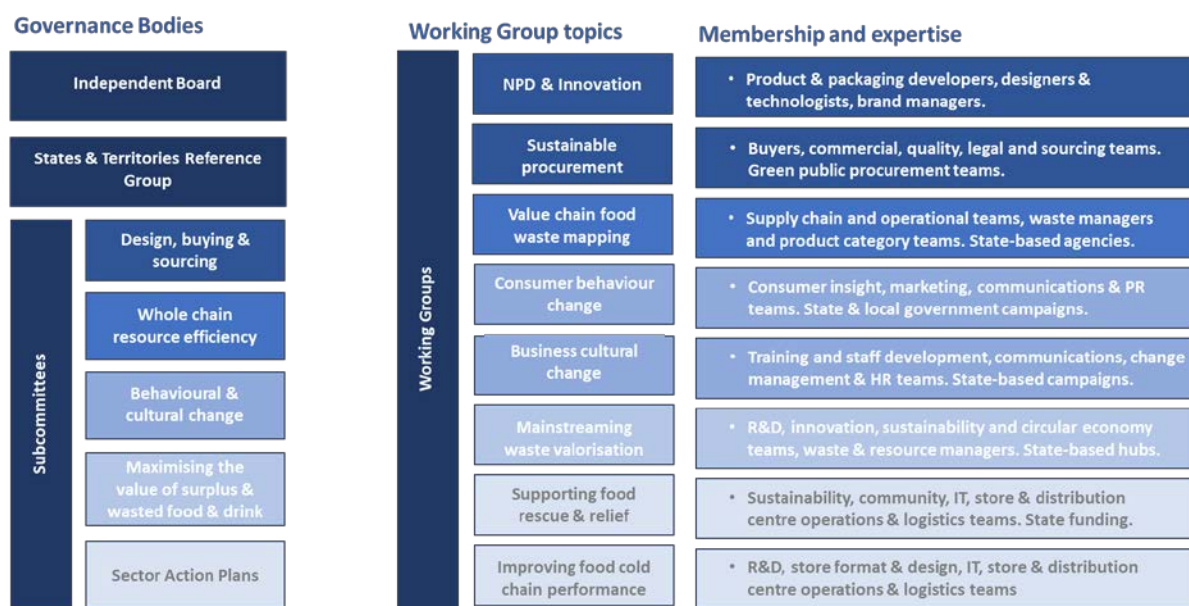 Governance Bodies
Independent Board
States & Territories Reference
Group
Subcommittees
Design, buying &
sourcing
Whole chain
resource efficiency
Behavioural &
cultural change
Maximising the
value of surplus &
wasted food & drink
Sector Action Plans
Working Group topics
Membership and expertise
Working Groups
NPD & Innovation
• Product & packaging developers, designers &
technologists, brand managers.
Sustainable
procurement
• Buyers, commercial, quality, legal and sourcing teams.
Green public procurement teams.
Value chain food
waste mapping
• Supply chain and operational teams, waste managers
and product category teams. State-based agencies.
Consumer behaviour
change
• Consumer insight, marketing, communications & PR
teams. State & local government campaigns.
Business cultural
change
• Training and staff development, communications, change
management & HR teams. State-based campaigns.
Mainstreaming
waste valorisation
• R&D, innovation, sustainability and circular economy
teams, waste & resource managers. State-based hubs.
Supporting food
rescue & relief
• Sustainability, community, IT, store & distribution
centre operations & logistics teams. State funding.
Improving food cold
chain performance
• R&D, store format & design, IT, store & distribution
centre operations & logistics teams